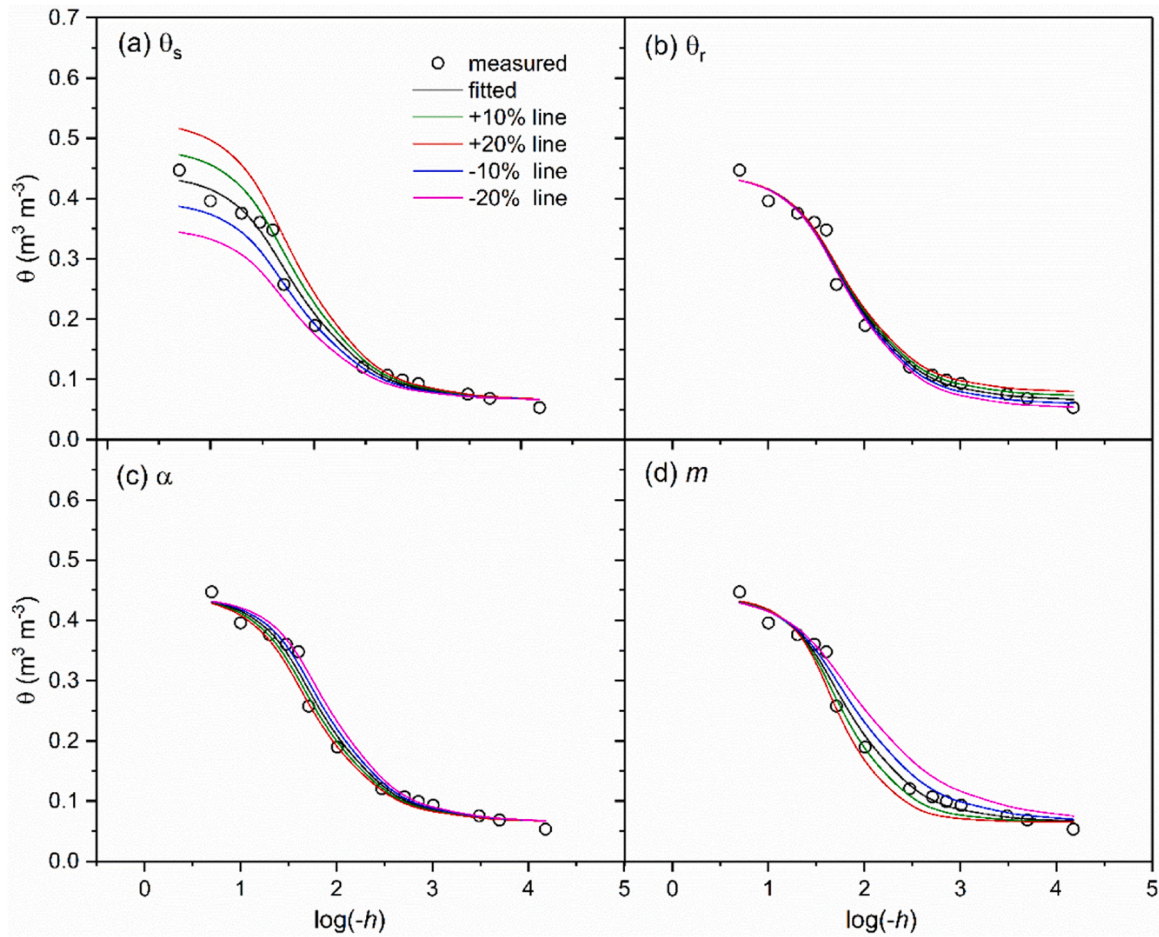 (a) θs
measured
fitted
+10% line
+20% line
-10% line
-20% line
(b) θr
0.7
0.6
0.5
0.4
0.3
0.2
0.1
0.0
θ (m³ m⁻³)
(c) α
(d) m
0.6
0.5
0.4
0.3
0.2
0.1
0.0
θ (m³ m⁻³)
0 1 2 3 4 5 0 1 2 3 4 5
log(-h) log(-h)